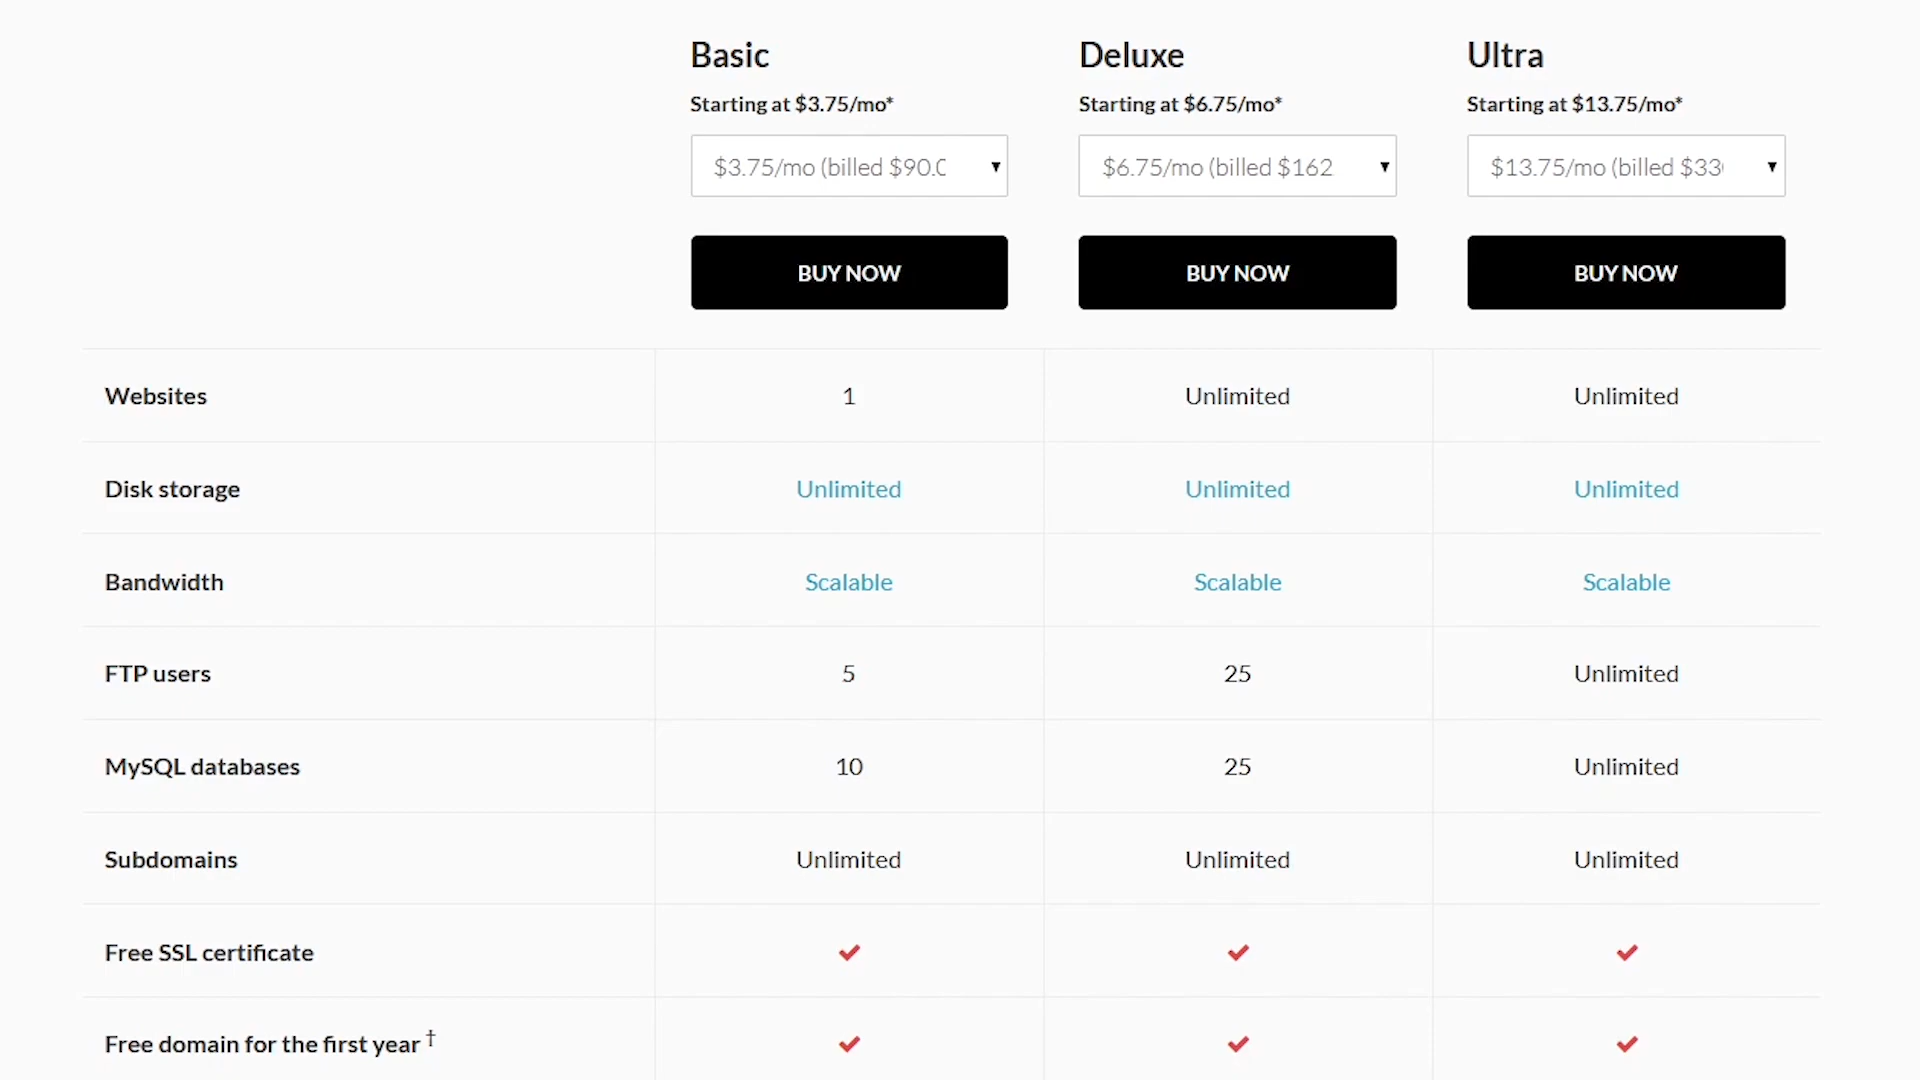 Basic Deluxe Ultra
Starting at $3.75/mo* Starting at $6.75/mo* Starting at $13.75/mo*
$3.75/mo (billed $90.0 $6.75/mo (billed $162 $13.75/mo (billed $33
BUY NOW BUY NOW BUY NOW
Websites 1 Unlimited Unlimited
Disk storage Unlimited Unlimited Unlimited
Bandwidth Scalable Scalable Scalable
FTP users 5 25 Unlimited
MySQL databases 10 25 Unlimited
Subdomains Unlimited Unlimited Unlimited
Free SSL certificate ✓ ✓ ✓
Free domain for the first year † ✓ ✓ ✓